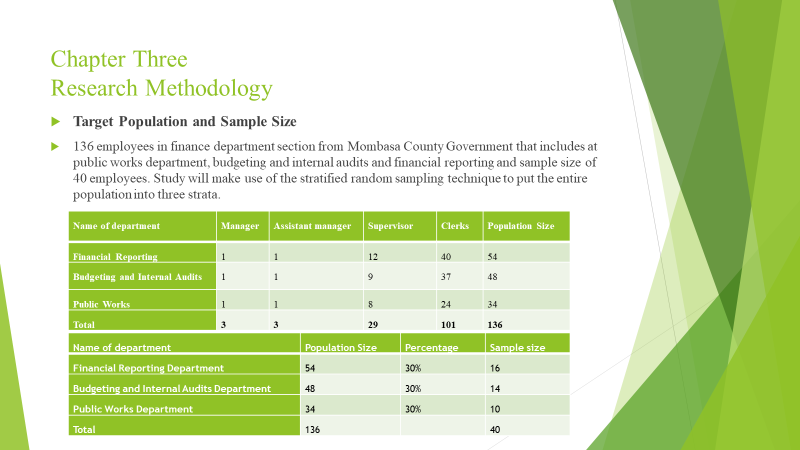 Chapter Three
Research Methodology
Target Population and Sample Size
136 employees in finance department section from Mombasa County Government that includes at
public works department, budgeting and internal audits and financial reporting and sample size of
40 employees. Study will make use of the stratified random sampling technique to put the entire
population into three strata.
Name of department Manager Assistant manager Supervisor Clerks Population Size
Financial Reporting 1 1 12 40 54
Budgeting and Internal Audits 1 1 9 37 48
Public Works 1 1 8 24 34
Total 3 3 29 101 136
Name of department Population Size Percentage Sample size
Financial Reporting Department 54 30% 16
Budgeting and Internal Audits Department 48 30% 14
Public Works Department 34 30% 10
Total 136 40